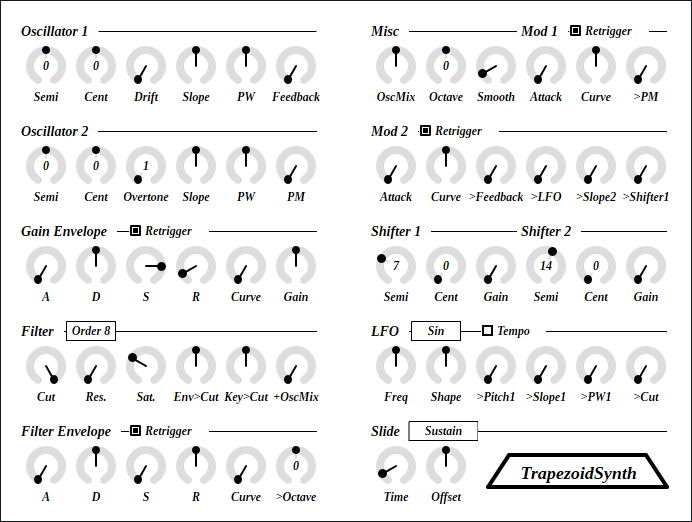 Oscillator 1
0 0
Semi Cent Drift Slope PW Feedback
Oscillator 2
0 0 1
Semi Cent Overtone Slope PW PM
Gain Envelope Retrigger
A D S R Curve Gain
Filter Order 8
Cut Res. Sat. Env>Cut Key>Cut +OscMix
Filter Envelope Retrigger
0
A D S R Curve >Octave
Misc Mod 1 Retrigger
0
OscMix Octave Smooth Attack Curve >PM
Mod 2 Retrigger
Attack Curve >Feedback >LFO >Slope2 >Shifter1
Shifter 1 Shifter 2
7 0 14 0
Semi Cent Gain Semi Cent Gain
LFO Sin Tempo
Freq Shape >Pitch1 >Slope1 >PW1 >Cut
Slide Sustain
Time Offset
TrapezoidSynth